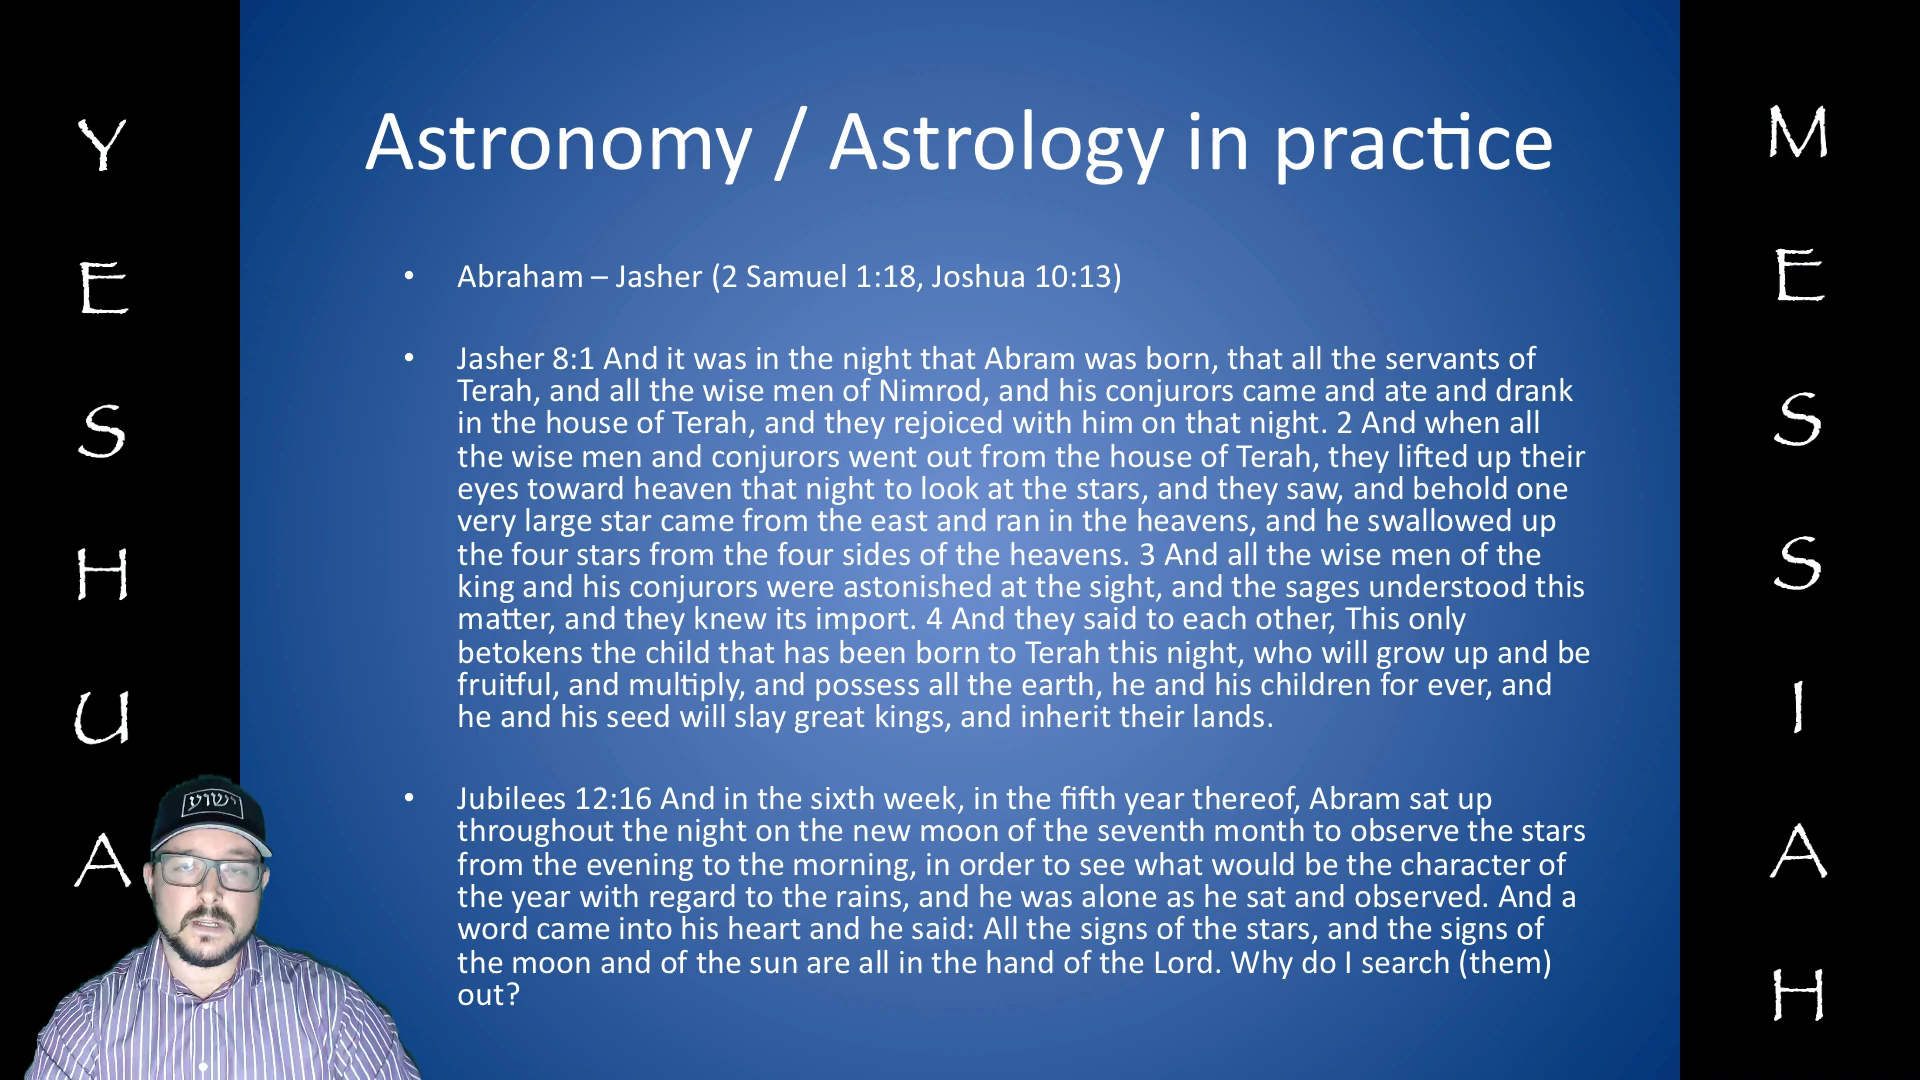 YESHUA
MESSIAH
Astronomy / Astrology in practice
• Abraham – Jasher (2 Samuel 1:18, Joshua 10:13)
• Jasher 8:1 And it was in the night that Abram was born, that all the servants of
Terah, and all the wise men of Nimrod, and his conjurors came and ate and drank
in the house of Terah, and they rejoiced with him on that night. 2 And when all
the wise men and conjurors went out from the house of Terah, they lifted up their
eyes toward heaven that night to look at the stars, and they saw, and behold one
very large star came from the east and ran in the heavens, and he swallowed up
the four stars from the four sides of the heavens. 3 And all the wise men of the
king and his conjurors were astonished at the sight, and the sages understood this
matter, and they knew its import. 4 And they said to each other, This only
betokens the child that has been born to Terah this night, who will grow up and be
fruitful, and multiply, and possess all the earth, he and his children for ever, and
he and his seed will slay great kings, and inherit their lands.
• Jubilees 12:16 And in the sixth week, in the fifth year thereof, Abram sat up
throughout the night on the new moon of the seventh month to observe the stars
from the evening to the morning, in order to see what would be the character of
the year with regard to the rains, and he was alone as he sat and observed. And a
word came into his heart and he said: All the signs of the stars, and the signs of
the moon and of the sun are all in the hand of the Lord. Why do I search (them)
out?
ישוע